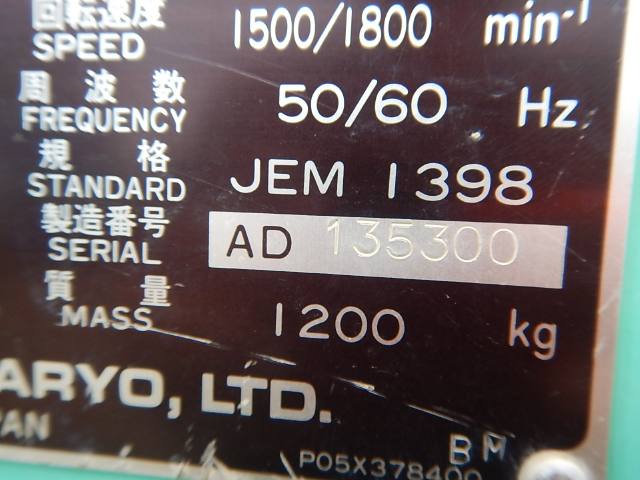 回転速度
SPEED 1500/1800 min-1
周波数
FREQUENCY 50/60 Hz
規格
STANDARD JEM 1398
製造番号
SERIAL AD 135300
質量
MASS 1200 kg
ARYO, LTD.
PAN
BM
P05X378400